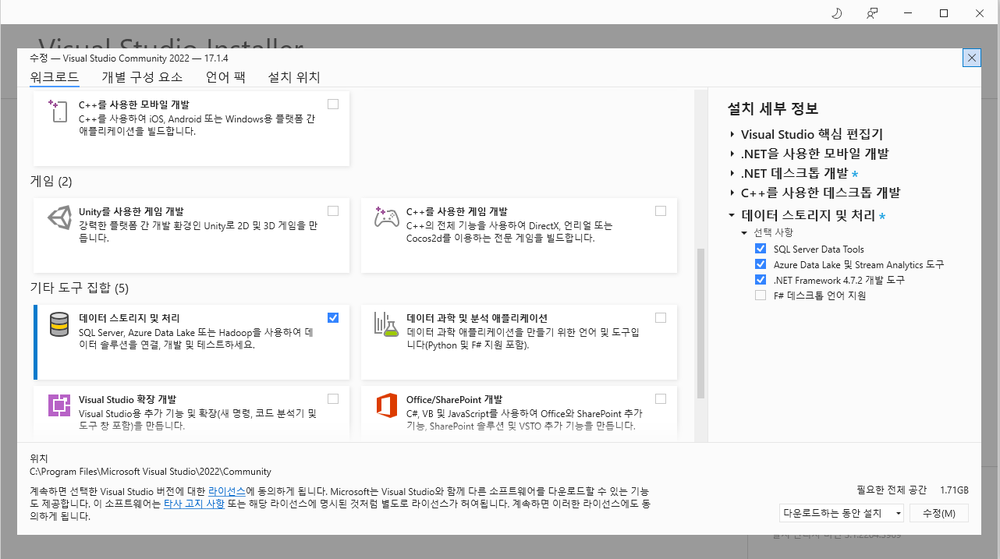 Visual Studio Installer
수정 — Visual Studio Community 2022 — 17.1.4
워크로드 개별 구성 요소 언어 팩 설치 위치
C++를 사용한 모바일 개발
C++를 사용하여 iOS, Android 또는 Windows용 플랫폼 간
애플리케이션을 빌드합니다.
게임 (2)
Unity를 사용한 게임 개발
강력한 플랫폼 간 개발 환경인 Unity로 2D 및 3D 게임을 만
듭니다.
C++를 사용한 게임 개발
C++의 전체 기능을 사용하여 DirectX, 언리얼 또는
Cocos2d를 이용하는 전문 게임을 빌드합니다.
기타 도구 집합 (5)
데이터 스토리지 및 처리
SQL Server, Azure Data Lake 또는 Hadoop을 사용하여 데
이터 솔루션을 연결, 개발 및 테스트하세요.
데이터 과학 및 분석 애플리케이션
데이터 과학 애플리케이션을 만들기 위한 언어 및 도구입
니다(Python 및 F# 지원 포함).
Visual Studio 확장 개발
Visual Studio용 추가 기능 및 확장(새 명령, 코드 분석기 및
도구 창 포함)을 만듭니다.
Office/SharePoint 개발
C#, VB 및 JavaScript를 사용하여 Office와 SharePoint 추가
기능, SharePoint 솔루션 및 VSTO 추가 기능을 만듭니다.
설치 세부 정보
Visual Studio 핵심 편집기
.NET을 사용한 모바일 개발
.NET 데스크톱 개발 *
C++를 사용한 데스크톱 개발
데이터 스토리지 및 처리 *
선택 사항
SQL Server Data Tools
Azure Data Lake 및 Stream Analytics 도구
.NET Framework 4.7.2 개발 도구
F# 데스크톱 언어 지원
위치
C:\Program Files\Microsoft Visual Studio\2022\Community
계속하면 선택한 Visual Studio 버전에 대한 라이선스에 동의하게 됩니다. Microsoft는 Visual Studio와 함께 다른 소프트웨어를 다운로드할 수 있는 기능
도 제공합니다. 이 소프트웨어는 타사 고지 사항 또는 해당 라이선스에 명시된 것처럼 별도로 라이선스가 허여됩니다. 계속하면 이러한 라이선스에도 동
의하게 됩니다.
필요한 전체 공간 1.71GB
다운로드하는 동안 설치 수정(M)